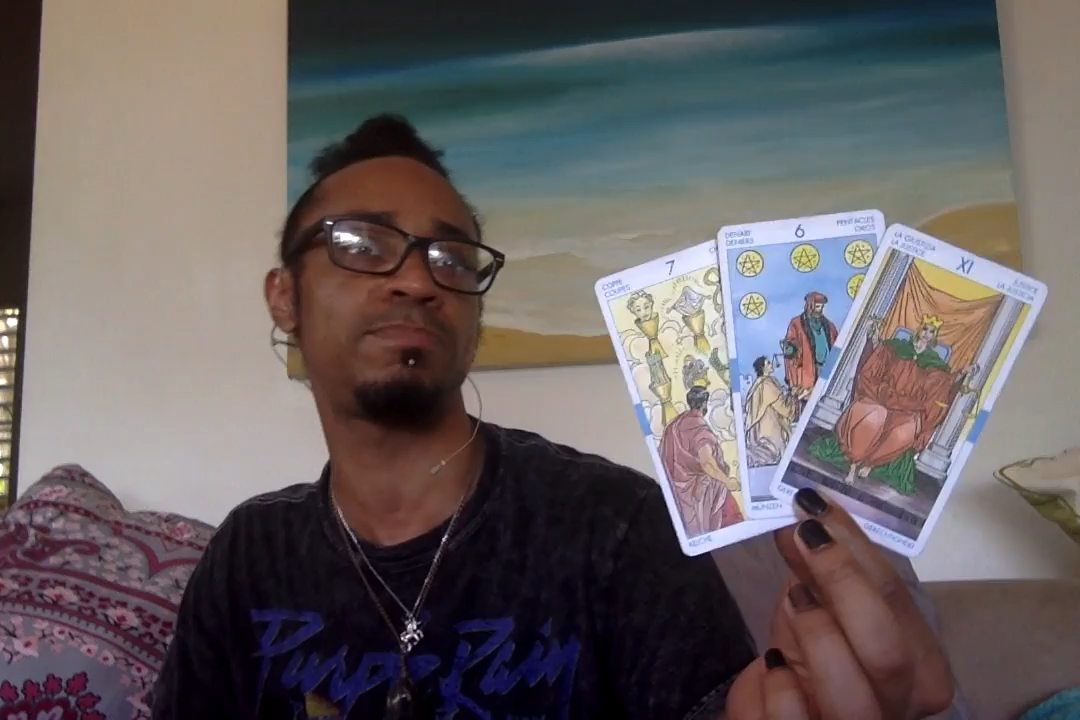 7
COPPE
COUPES
6
DENARI
DENIERS
PENTACLES
OROS
XI
LA GIUSTIZIA
LA JUSTICE
JUSTICE
LA JUSTICIA
KELCHE
MÜNZEN
GERECHTIGKEIT
Purple Rain